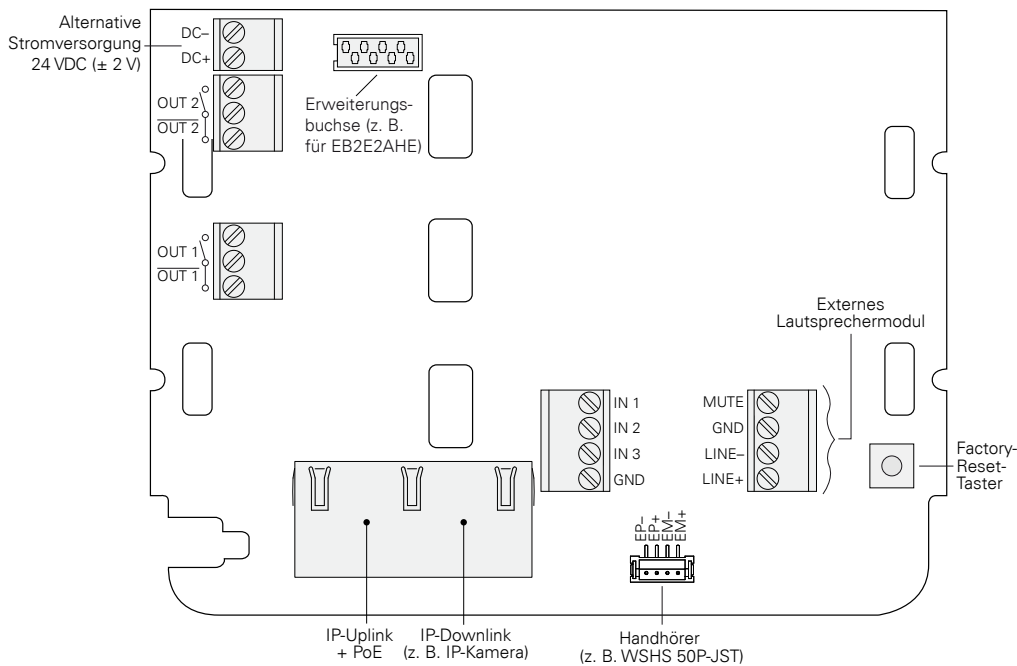 Alternative
Stromversorgung
24 VDC (± 2 V)
DC–
DC+
OUT 2
OUT 2
Erweiterungs-
buchse (z. B.
für EB2E2AHE)
OUT 1
OUT 1
Externes
Lautsprechermodul
IN 1
IN 2
IN 3
GND
MUTE
GND
LINE–
LINE+
Factory-
Reset-
Taster
EP–
EP+
EM–
EM+
IP-Uplink
+ PoE
IP-Downlink
(z. B. IP-Kamera)
Handhörer
(z. B. WSHS 50P-JST)